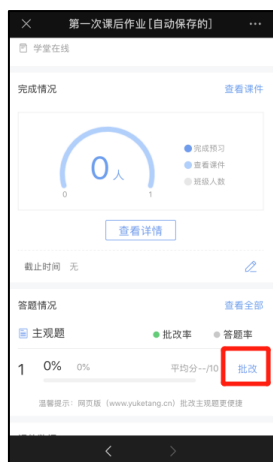 第一次课后作业[自动保存的]
学堂在线
完成情况 查看课件
0人
0 1
完成预习
查看课件
班级人数
查看详情
截止时间 无
答题情况 查看全部
主观题 批改率 答题率
1 0% 0% 平均分--/10 批改
温馨提示：网页版（www.yuketang.cn）批改主观题更便捷